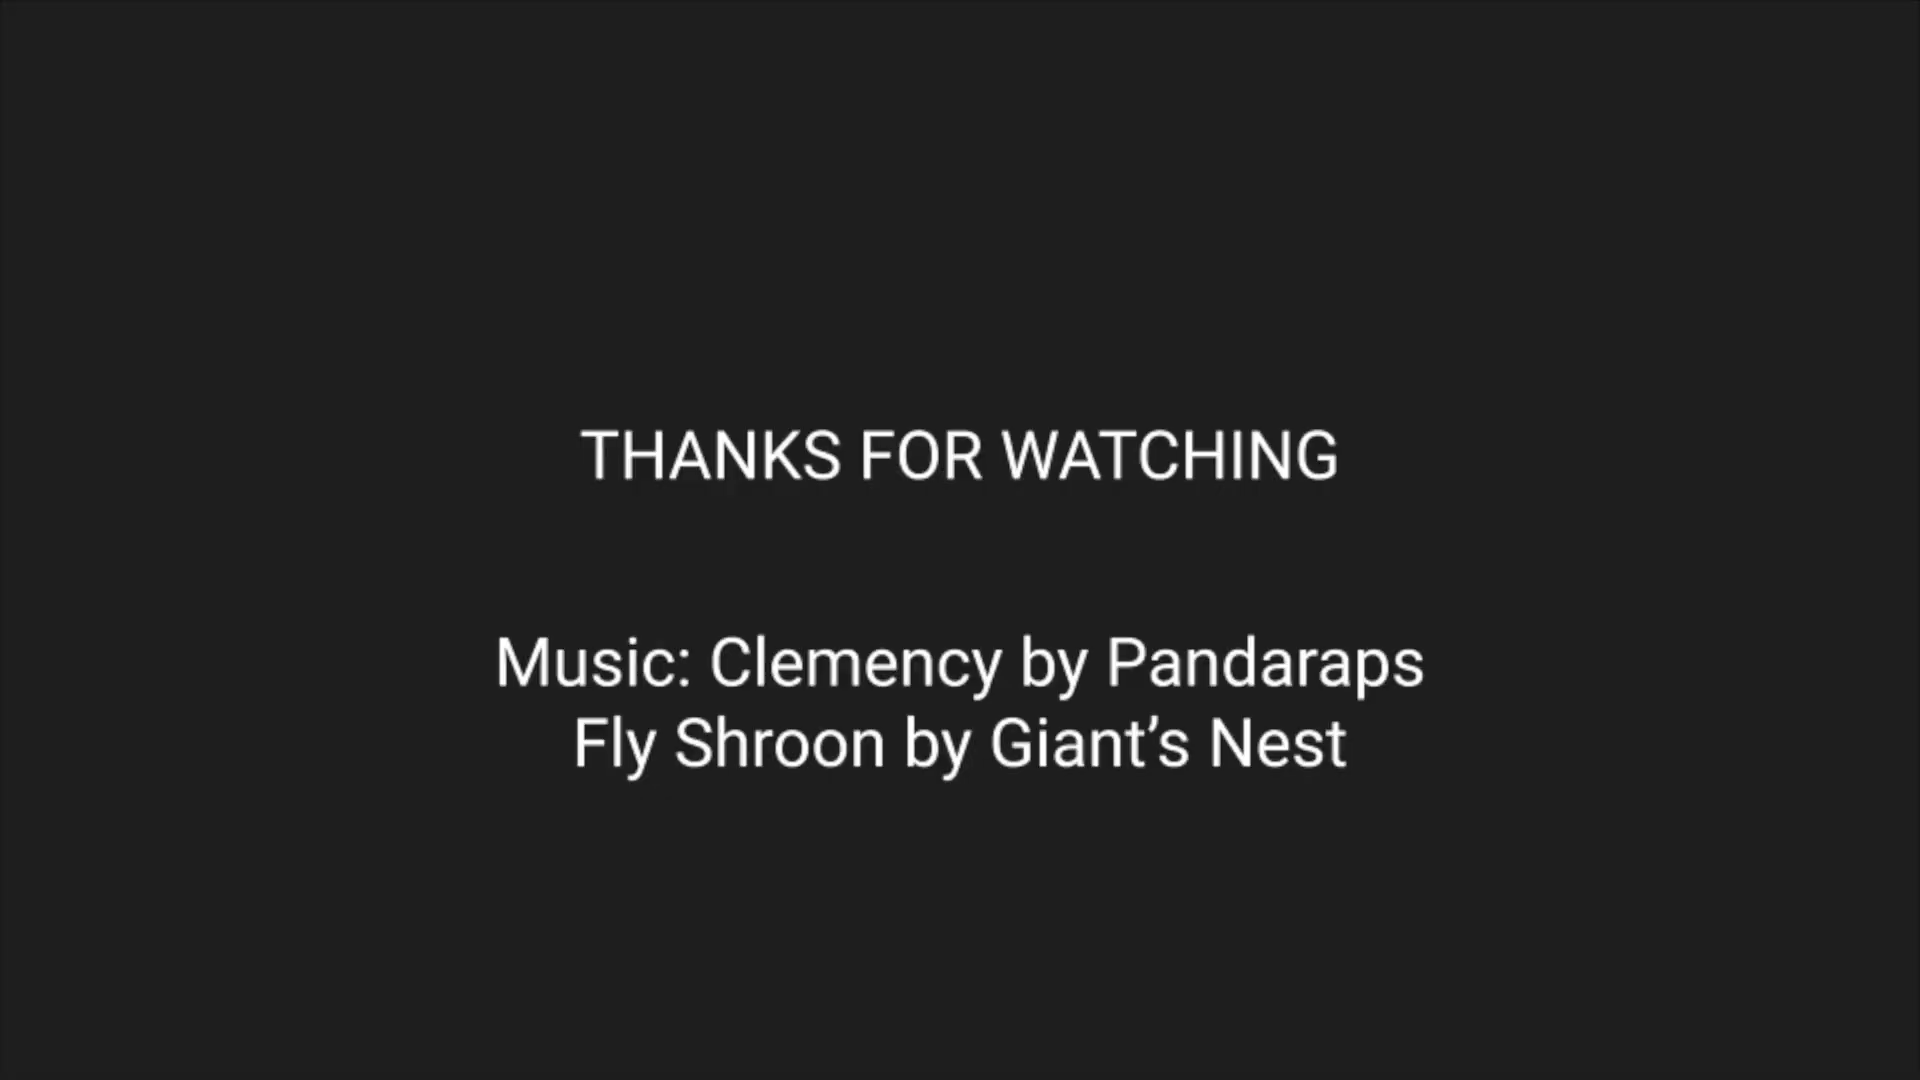 THANKS FOR WATCHING
Music: Clemency by Pandaraps
Fly Shroon by Giant’s Nest